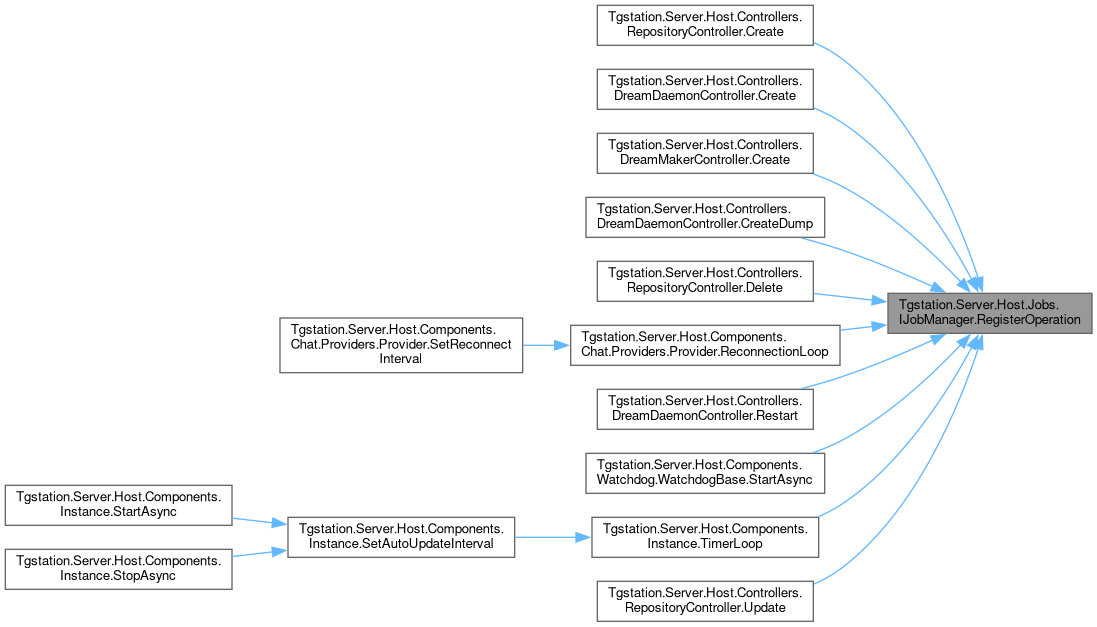 Tgstation.Server.Host.Controllers.
RepositoryController.Create
Tgstation.Server.Host.Controllers.
DreamDaemonController.Create
Tgstation.Server.Host.Controllers.
DreamMakerController.Create
Tgstation.Server.Host.Controllers.
DreamDaemonController.CreateDump
Tgstation.Server.Host.Controllers.
RepositoryController.Delete
Tgstation.Server.Host.Jobs.
IJobManager.RegisterOperation
Tgstation.Server.Host.Components.
Chat.Providers.Provider.SetReconnect
Interval
Tgstation.Server.Host.Components.
Chat.Providers.Provider.ReconnectionLoop
Tgstation.Server.Host.Controllers.
DreamDaemonController.Restart
Tgstation.Server.Host.Components.
Watchdog.WatchdogBase.StartAsync
Tgstation.Server.Host.Components.
Instance.StartAsync
Tgstation.Server.Host.Components.
Instance.SetAutoUpdateInterval
Tgstation.Server.Host.Components.
Instance.TimerLoop
Tgstation.Server.Host.Components.
Instance.StopAsync
Tgstation.Server.Host.Controllers.
RepositoryController.Update